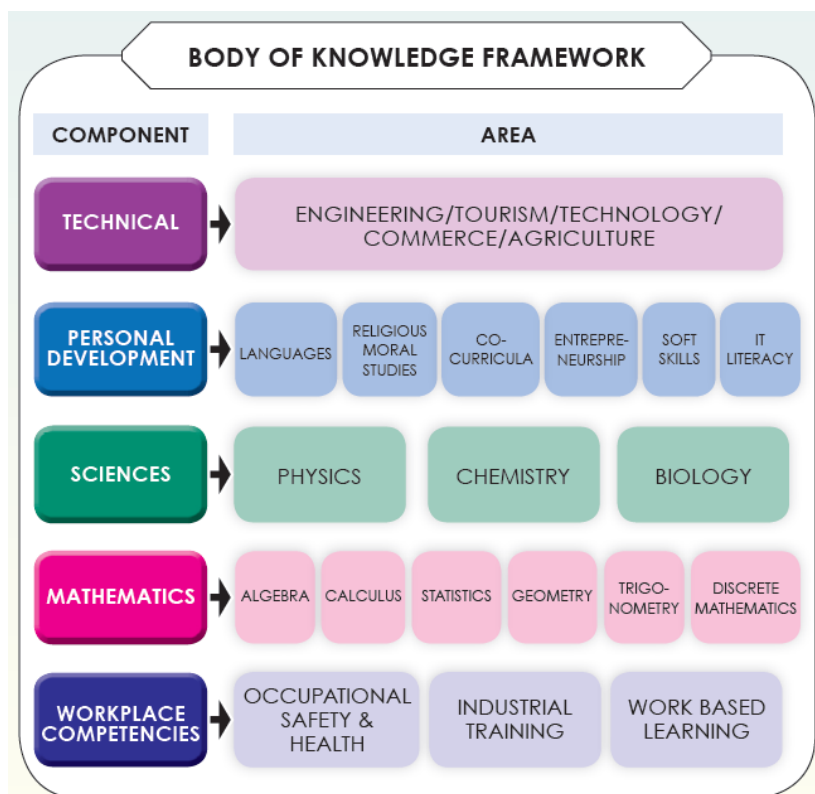 BODY OF KNOWLEDGE FRAMEWORK
COMPONENT
AREA
TECHNICAL
ENGINEERING/TOURISM/TECHNOLOGY/
COMMERCE/AGRICULTURE
PERSONAL
DEVELOPMENT
LANGUAGES
RELIGIOUS
MORAL
STUDIES
CO-
CURRICULA
ENTREPRE-
NEURSHIP
SOFT
SKILLS
IT
LITERACY
SCIENCES
PHYSICS
CHEMISTRY
BIOLOGY
MATHEMATICS
ALGEBRA
CALCULUS
STATISTICS
GEOMETRY
TRIGO-
NOMETRY
DISCRETE
MATHEMATICS
WORKPLACE
COMPETENCIES
OCCUPATIONAL
SAFETY &
HEALTH
INDUSTRIAL
TRAINING
WORK BASED
LEARNING